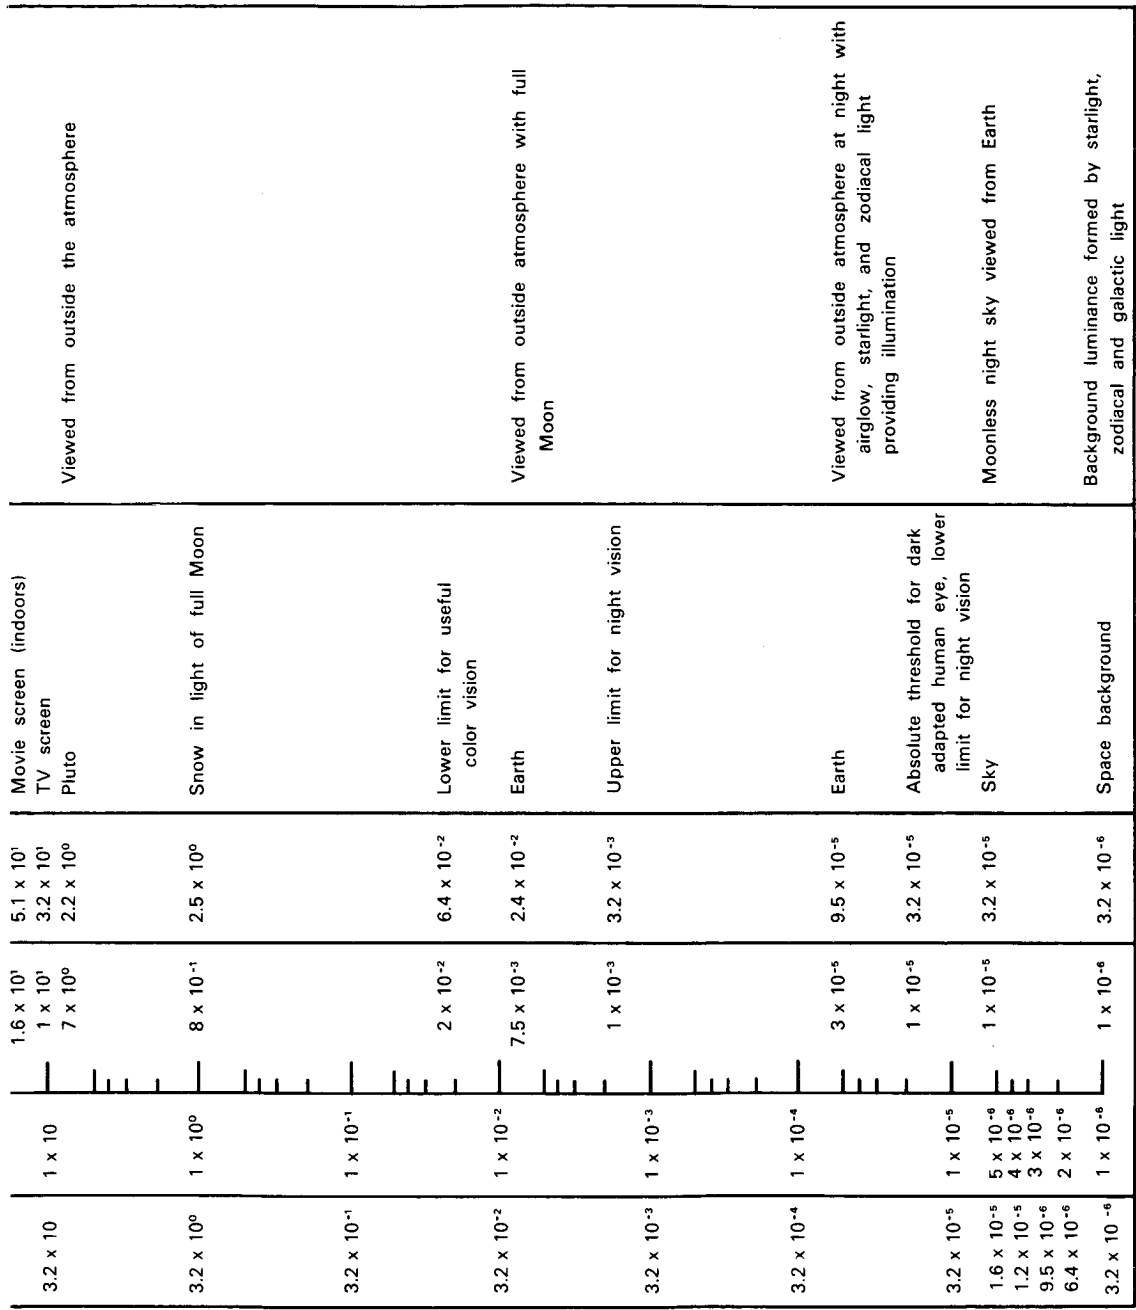 1.6 x 10¹ 5.1 x 10¹ Movie screen (indoors)
3.2 x 10 1 x 10 1 x 10¹ 3.2 x 10¹ TV screen
7 x 10⁰ 2.2 x 10⁰ Pluto Viewed from outside the atmosphere
3.2 x 10⁰ 1 x 10⁰ 8 x 10⁻¹ 2.5 x 10⁰ Snow in light of full Moon
3.2 x 10⁻¹ 1 x 10⁻¹
2 x 10⁻² 6.4 x 10⁻² Lower limit for useful
color vision
3.2 x 10⁻² 1 x 10⁻² 7.5 x 10⁻³ 2.4 x 10⁻² Earth Viewed from outside atmosphere with full
Moon
1 x 10⁻³ 3.2 x 10⁻³ Upper limit for night vision
3.2 x 10⁻³ 1 x 10⁻³
3.2 x 10⁻⁴ 1 x 10⁻⁴
3 x 10⁻⁵ 9.5 x 10⁻⁵ Earth Viewed from outside atmosphere at night with
airglow, starlight, and zodiacal light
providing illumination
1 x 10⁻⁵ 3.2 x 10⁻⁵ Absolute threshold for dark
adapted human eye, lower
3.2 x 10⁻⁵ 1 x 10⁻⁵ limit for night vision
1.6 x 10⁻⁵ 5 x 10⁻⁶ 1 x 10⁻⁵ 3.2 x 10⁻⁵ Sky Moonless night sky viewed from Earth
1.2 x 10⁻⁵ 4 x 10⁻⁶
9.5 x 10⁻⁶ 3 x 10⁻⁶
6.4 x 10⁻⁶ 2 x 10⁻⁶
3.2 x 10⁻⁶ 1 x 10⁻⁶ 1 x 10⁻⁶ 3.2 x 10⁻⁶ Space background Background luminance formed by starlight,
zodiacal and galactic light